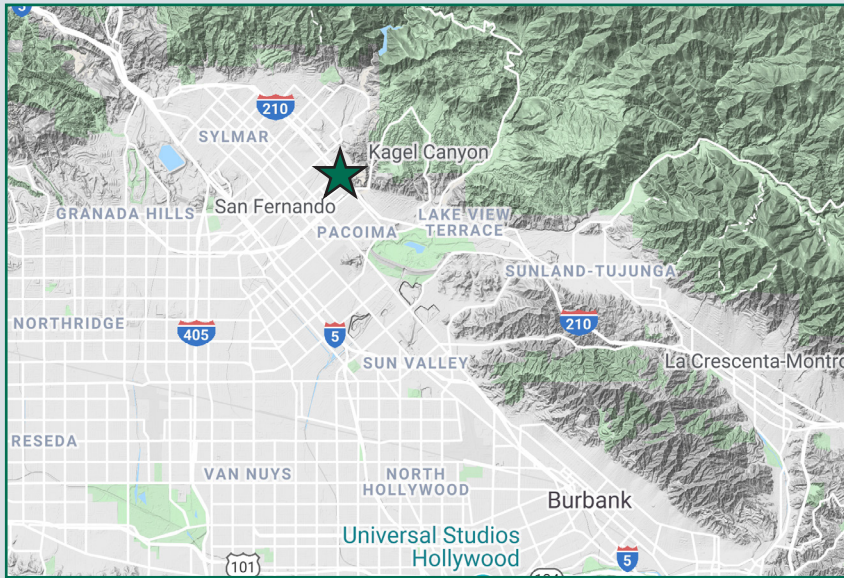 5
210
SYLMAR
Kagel Canyon
San Fernando
GRANADA HILLS
LAKE VIEW
TERRACE
PACOIMA
SUNLAND-TUJUNGA
NORTHRIDGE
405
5
210
SUN VALLEY
La Crescenta-Montro
RESEDA
VAN NUYS
NORTH
HOLLYWOOD
Burbank
Universal Studios
Hollywood
101
5